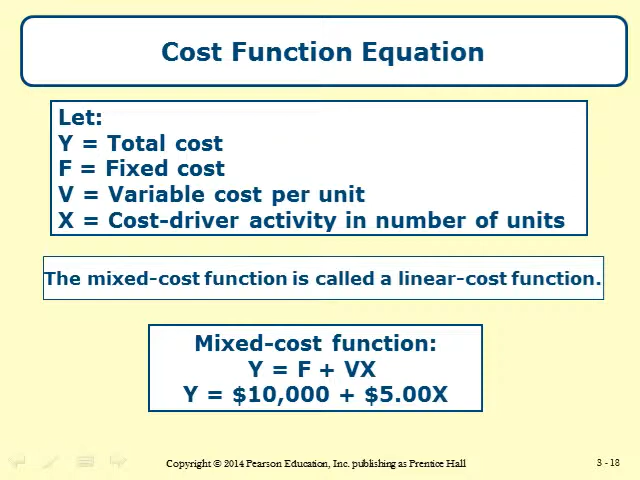 Cost Function Equation
Let:
Y = Total cost
F = Fixed cost
V = Variable cost per unit
X = Cost-driver activity in number of units
The mixed-cost function is called a linear-cost function.
Mixed-cost function:
Y = F + VX
Y = $10,000 + $5.00X
Copyright © 2014 Pearson Education, Inc. publishing as Prentice Hall
3 - 18